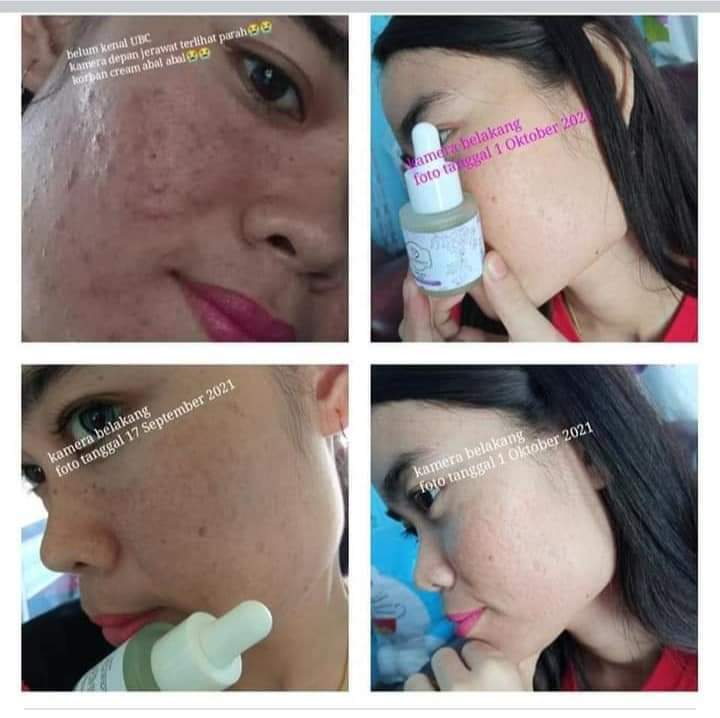 belum kenal UBC
kamera depan jerawat terlihat parah😭😭
korban cream abal abal😭😭
kamera belakang
foto tanggal 1 Oktober 2021
kamera belakang
foto tanggal 17 September 2021
kamera belakang
foto tanggal 1 Oktober 2021